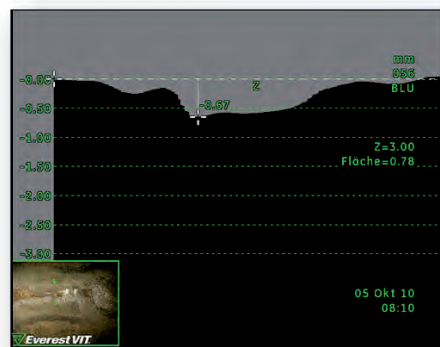 mm
056
BLU
-0.00
Z
-0.67
-0.50
-1.00
Z=3.00
-1.50
Fläche=0.78
-2.00
-2.50
-3.00
05 Okt 10
08:10
Everest VIT